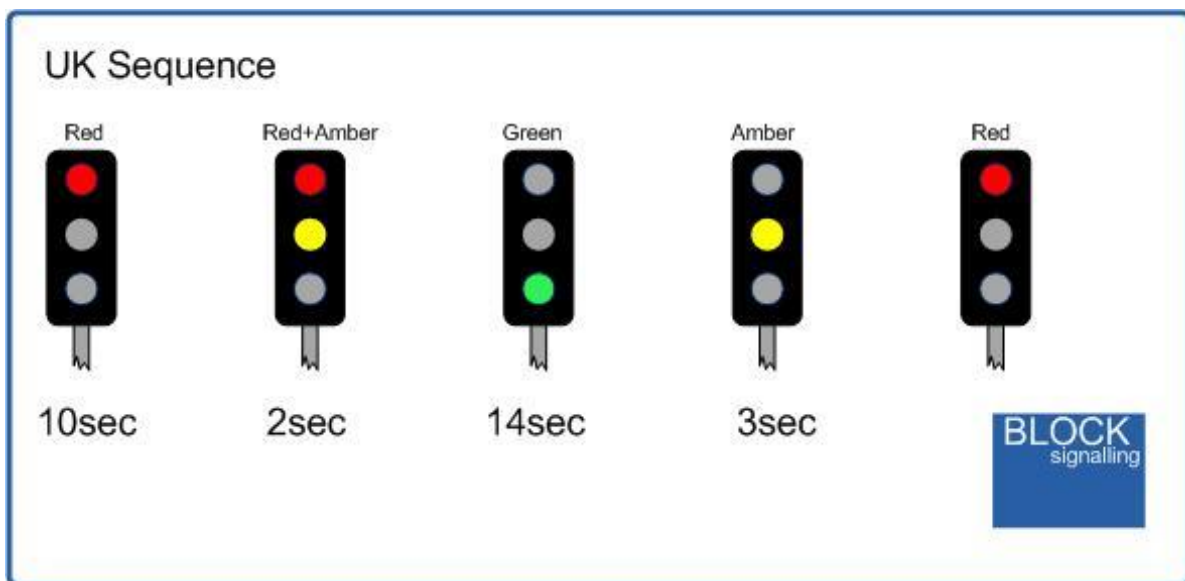 UK Sequence
Red
Red+Amber
Green
Amber
Red
10sec
2sec
14sec
3sec
BLOCK
signalling